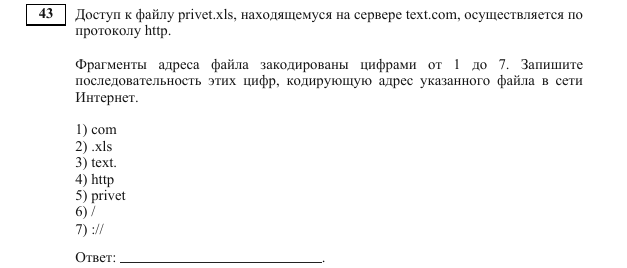 43
Доступ к файлу privet.xls, находящемуся на сервере text.com, осуществляется по
протоколу http.
Фрагменты адреса файла закодированы цифрами от 1 до 7. Запишите
последовательность этих цифр, кодирующую адрес указанного файла в сети
Интернет.
1) com
2) .xls
3) text.
4) http
5) privet
6) /
7) ://
Ответ: ____________________________.